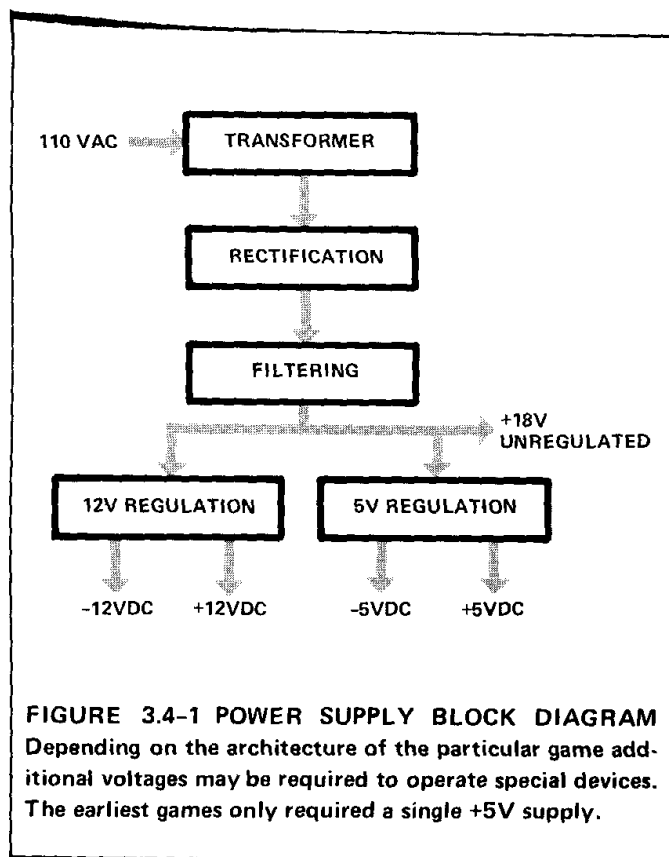 110 VAC
TRANSFORMER
RECTIFICATION
FILTERING
+18V
UNREGULATED
12V REGULATION
5V REGULATION
-12VDC
+12VDC
-5VDC
+5VDC
FIGURE 3.4-1 POWER SUPPLY BLOCK DIAGRAM
Depending on the architecture of the particular game add-
itional voltages may be required to operate special devices.
The earliest games only required a single +5V supply.